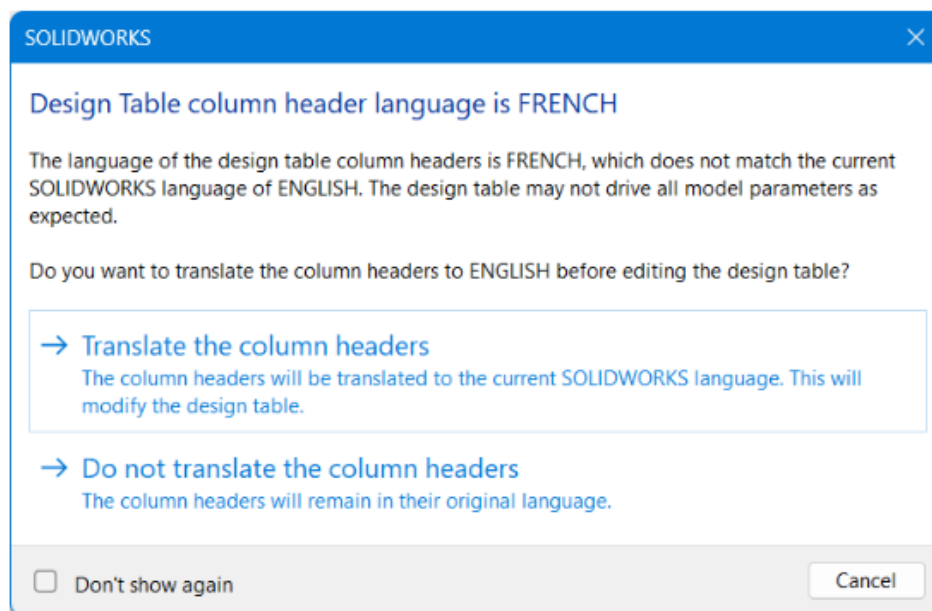 SOLIDWORKS
Design Table column header language is FRENCH
The language of the design table column headers is FRENCH, which does not match the current
SOLIDWORKS language of ENGLISH. The design table may not drive all model parameters as
expected.
Do you want to translate the column headers to ENGLISH before editing the design table?
Translate the column headers
The column headers will be translated to the current SOLIDWORKS language. This will
modify the design table.
Do not translate the column headers
The column headers will remain in their original language.
Don't show again
Cancel